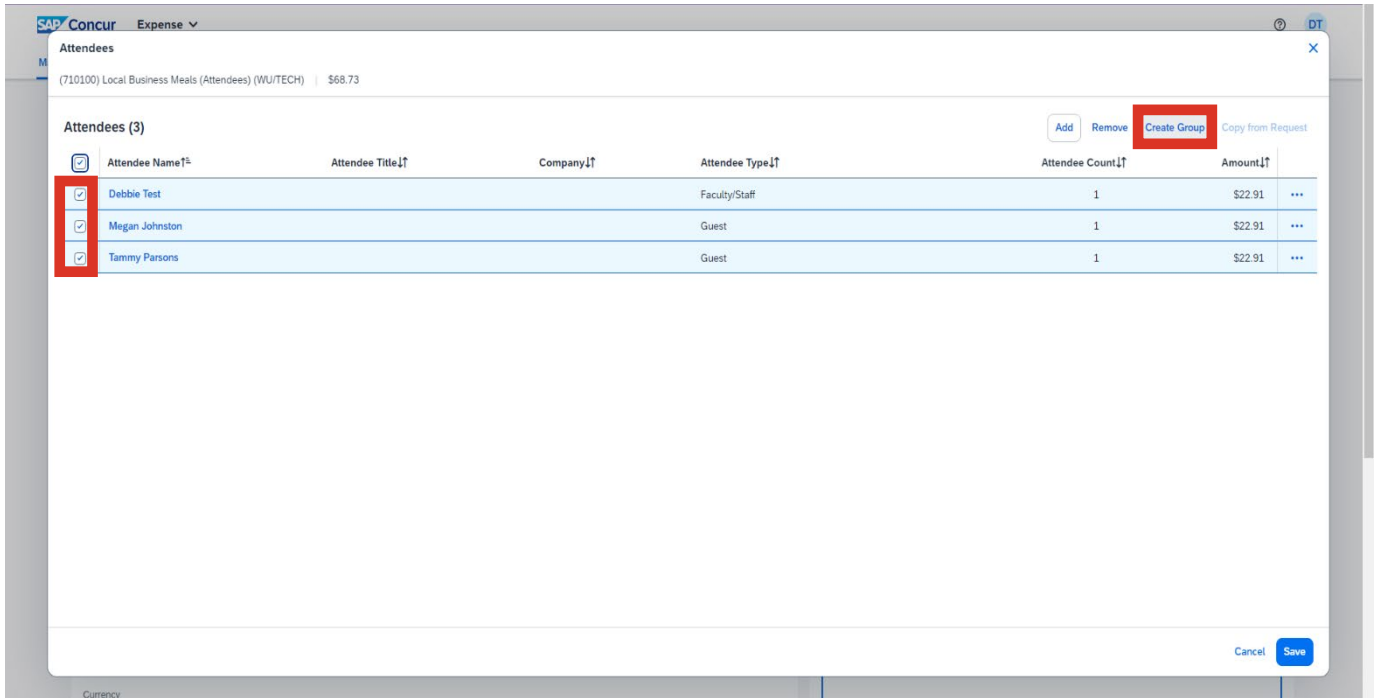 SAP Concur Expense
DT
Attendees
M
(710100) Local Business Meals (Attendees) (WU/TECH) | $68.73
Attendees (3)
Add Remove Create Group Copy from Request
Attendee Name Attendee Title Company Attendee Type Attendee Count Amount
Debbie Test Faculty/Staff 1 $22.91
Megan Johnston Guest 1 $22.91
Tammy Parsons Guest 1 $22.91
Cancel Save
Currency